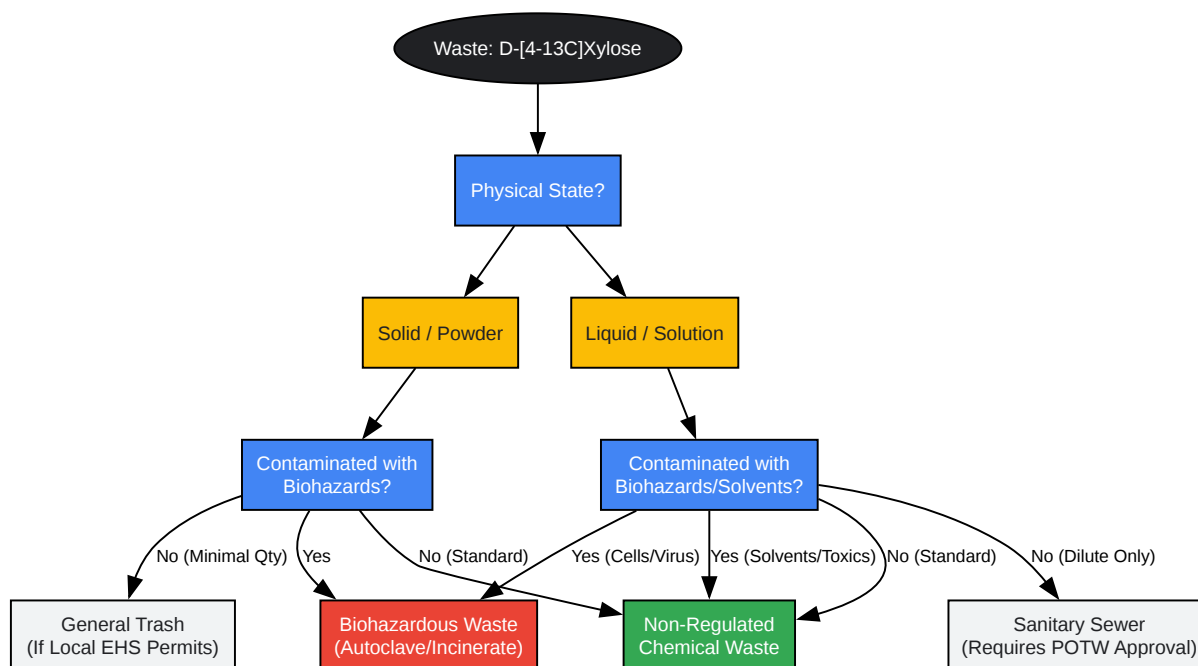 Waste: D-[4-13C]Xylose
Physical State?
Solid / Powder
Liquid / Solution
Contaminated with
Biohazards?
Contaminated with
Biohazards/Solvents?
No (Minimal Qty)
Yes
No (Standard)
Yes (Cells/Virus)
Yes (Solvents/Toxics)
No (Standard)
No (Dilute Only)
General Trash
(If Local EHS Permits)
Biohazardous Waste
(Autoclave/Incinerate)
Non-Regulated
Chemical Waste
Sanitary Sewer
(Requires POTW Approval)